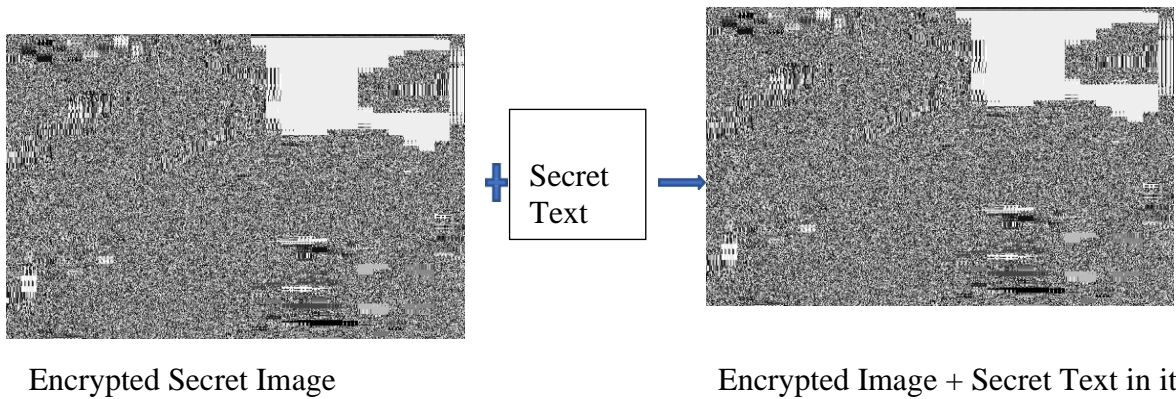 Secret
Text
Encrypted Secret Image
Encrypted Image + Secret Text in it